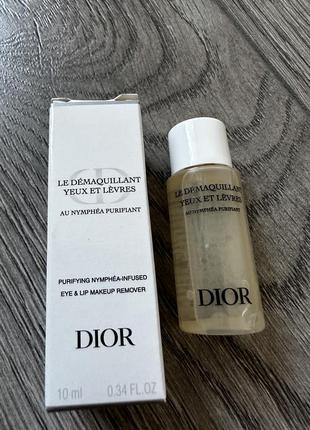 LE DÉMAQUILLANT
YEUX ET LÈVRES
AU NYMPHÉA PURIFIANT
PURIFYING NYMPHÉA-INFUSED
EYE & LIP MAKEUP REMOVER
DIOR
10 ml 0.34 FL.OZ
LE DÉMAQUILLANT
YEUX ET LÈVRES
AU NYMPHÉA PURIFIANT
DIOR